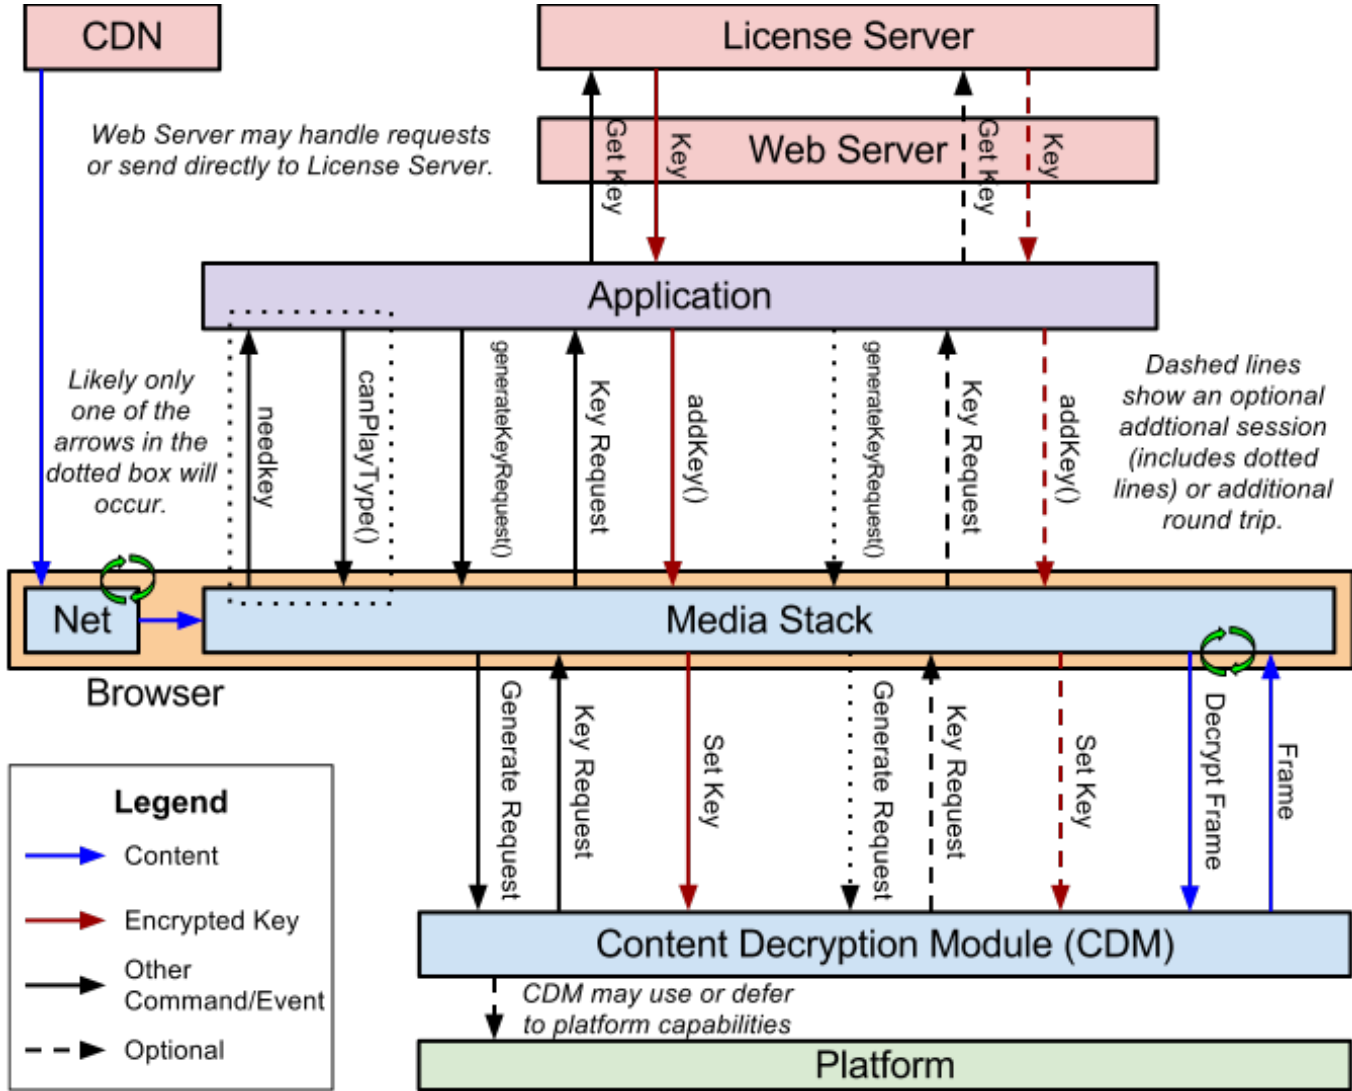 CDN
License Server
Web Server may handle requests
or send directly to License Server.
Get Key
Key
Web Server
Get Key
Key
Application
Likely only
one of the
arrows in the
dotted box will
occur.
needkey
canPlayType()
generateKeyRequest()
Key Request
addKey()
generateKeyRequest()
Key Request
addKey()
Dashed lines
show an optional
addtional session
(includes dotted
lines) or additional
round trip.
Net
Media Stack
Browser
Generate Request
Key Request
Set Key
Generate Request
Key Request
Set Key
Decrypt Frame
Frame
Legend
Content
Encrypted Key
Other
Command/Event
Optional
Content Decryption Module (CDM)
CDM may use or defer
to platform capabilities
Platform